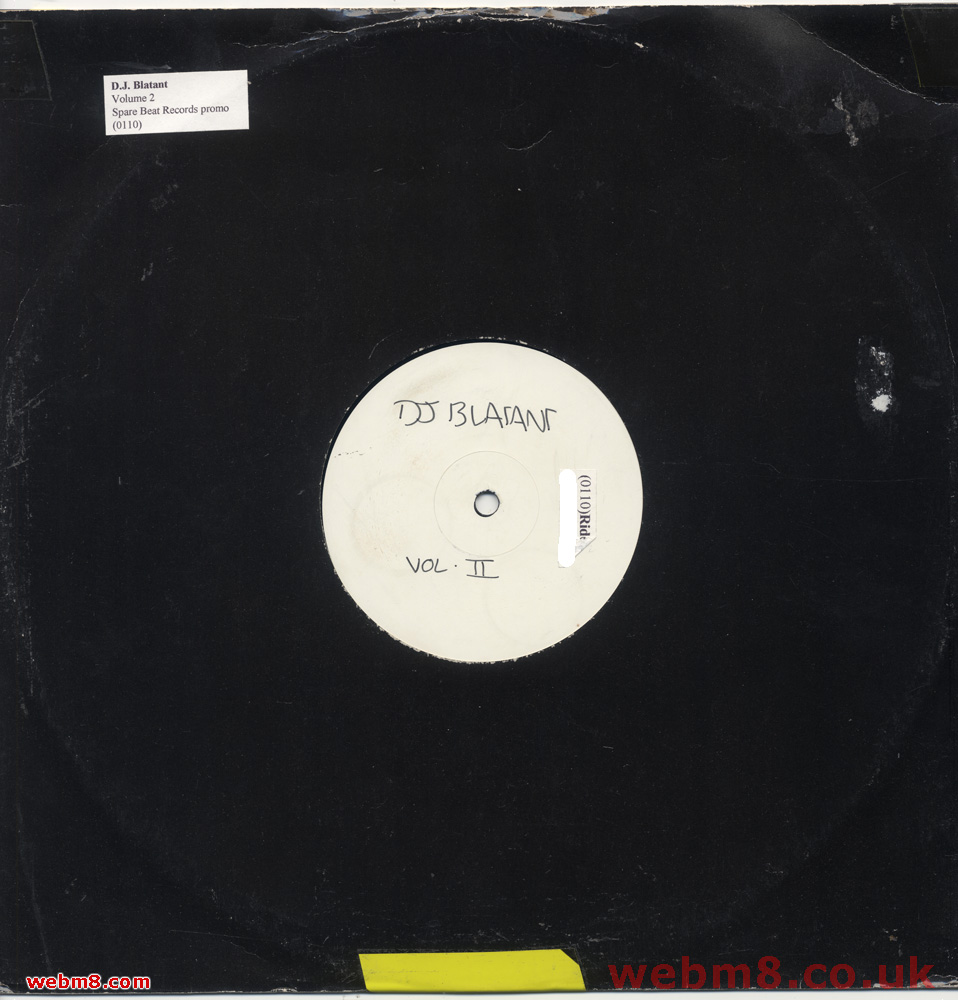 D.J. Blatant
Volume 2
Spare Beat Records promo
(0110)
DJ BLATANT
(0110)Rid
VOL. II
webm8.com
webm8.co.uk